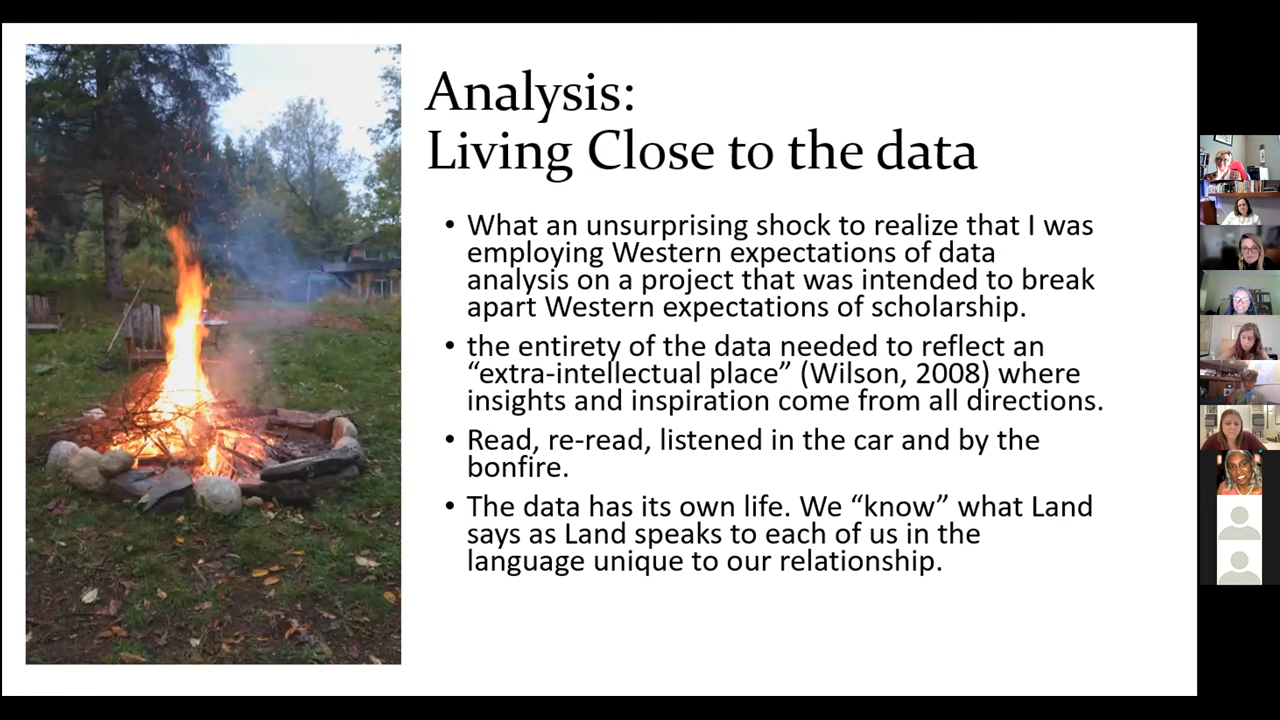 Analysis:
Living Close to the data
• What an unsurprising shock to realize that I was
employing Western expectations of data
analysis on a project that was intended to break
apart Western expectations of scholarship.
• the entirety of the data needed to reflect an
“extra-intellectual place” (Wilson, 2008) where
insights and inspiration come from all directions.
• Read, re-read, listened in the car and by the
bonfire.
• The data has its own life. We “know” what Land
says as Land speaks to each of us in the
language unique to our relationship.